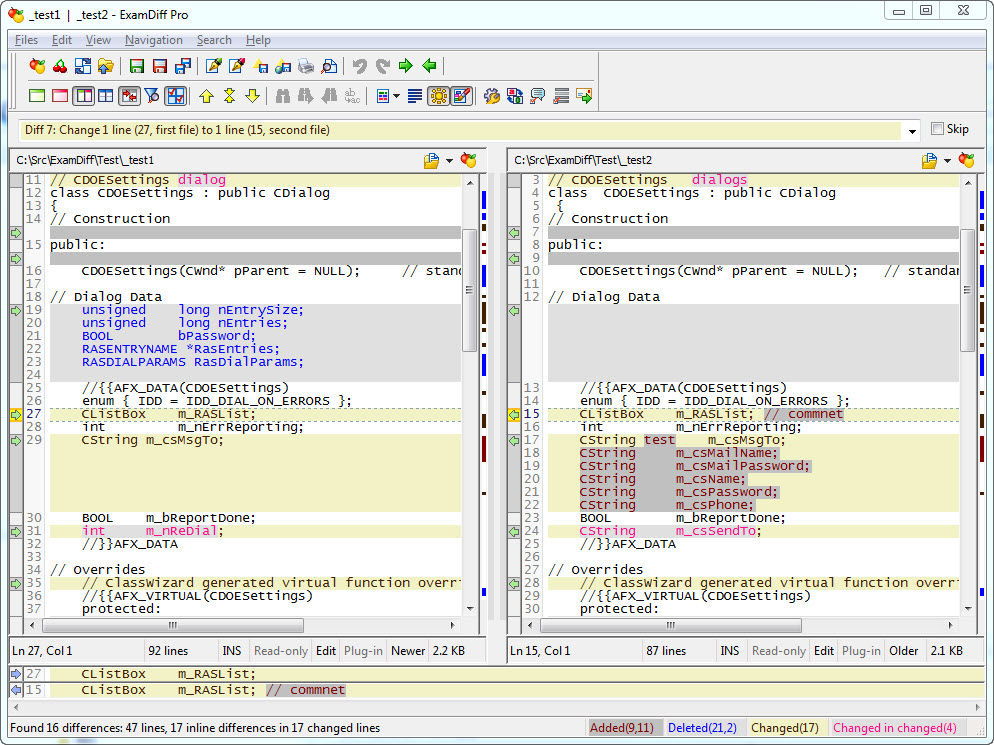 _test1 | _test2 - ExamDiff Pro
Files Edit View Navigation Search Help
Diff 7: Change 1 line (27, first file) to 1 line (15, second file)
Skip
C:\Src\ExamDiff\Test\_test1
11 // CDOESettings dialog
12 class CDOESettings : public CDialog
13 {
14 // Construction
15 public:
16 CDOESettings(CWnd* pParent = NULL); // stand
17
18 // Dialog Data
19 unsigned long nEntrySize;
20 unsigned long nEntries;
21 BOOL bPassword;
22 RASENTRYNAME *RasEntries;
23 RASDIALPARAMS RasDialParams;
24
25 //{{AFX_DATA(CDOESettings)
26 enum { IDD = IDD_DIAL_ON_ERRORS };
27 CListBox m_RASList;
28 int m_nErrReporting;
29 CString m_csMsgTo;
30 BOOL m_bReportDone;
31 int m_nReDial;
32 //}}AFX_DATA
33
34 // Overrides
35 // ClassWizard generated virtual function overri
36 //{{AFX_VIRTUAL(CDOESettings)
37 protected:
Ln 27, Col 1 92 lines INS Read-only Edit Plug-in Newer 2.2 KB
C:\Src\ExamDiff\Test\_test2
3 // CDOESettings dialogs
4 class CDOESettings : public CDialog
5 {
6 // Construction
7
8 public:
9
10 CDOESettings(CWnd* pParent = NULL); // standar
11
12 // Dialog Data
13 //{{AFX_DATA(CDOESettings)
14 enum { IDD = IDD_DIAL_ON_ERRORS };
15 CListBox m_RASList; // commnet
16 int m_nErrReporting;
17 CString test m_csMsgTo;
18 CString m_csMailName;
19 CString m_csMailPassword;
20 CString m_csName;
21 CString m_csPassword;
22 CString m_csPhone;
23 BOOL m_bReportDone;
24 CString m_csSendTo;
25 //}}AFX_DATA
26
27 // Overrides
28 // ClassWizard generated virtual function overri
29 //{{AFX_VIRTUAL(CDOESettings)
30 protected:
Ln 15, Col 1 87 lines INS Read-only Edit Plug-in Older 2.1 KB
27 CListBox m_RASList;
15 CListBox m_RASList; // commnet
Found 16 differences: 47 lines, 17 inline differences in 17 changed lines
Added(9,11) Deleted(21,2) Changed(17) Changed in changed(4)